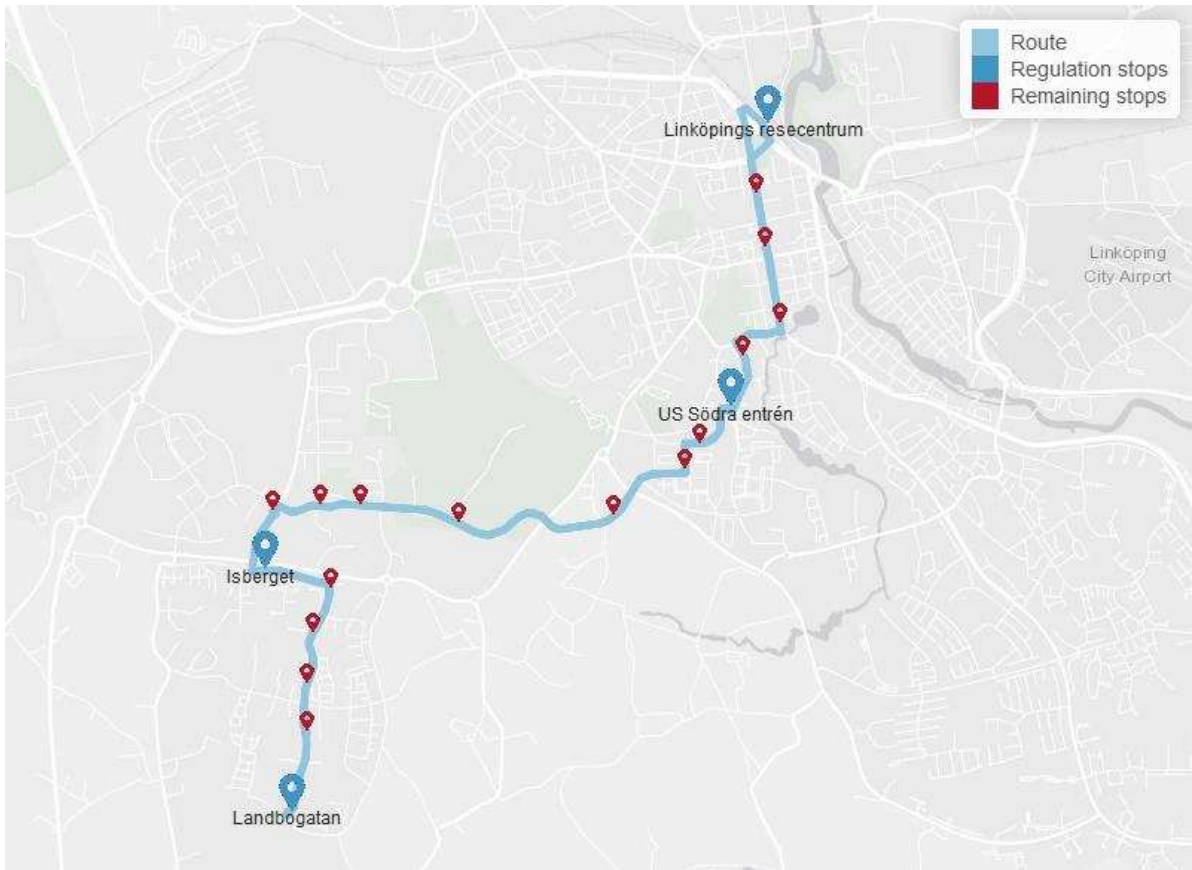 Route
Regulation stops
Remaining stops
Linköpings resecentrum
Linköping
City Airport
US Södra entrén
Isberget
Landbogatan